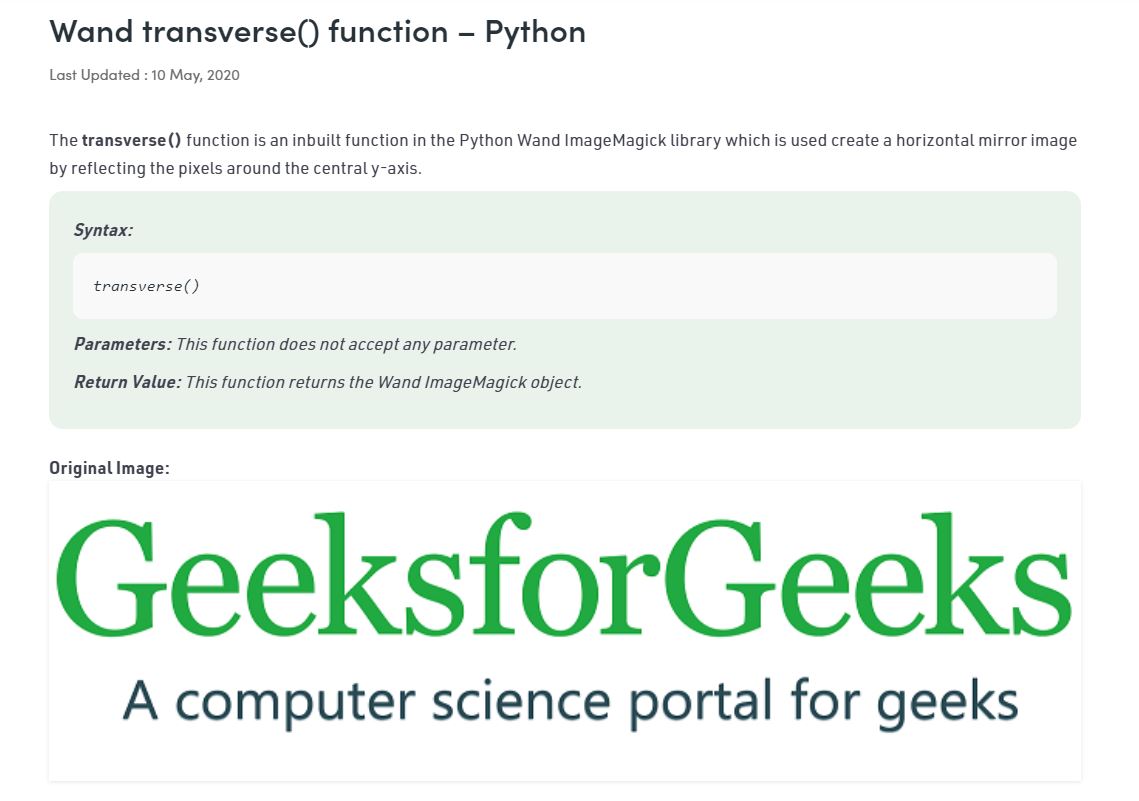 Wand transverse() function – Python
Last Updated : 10 May, 2020
The transverse() function is an inbuilt function in the Python Wand ImageMagick library which is used create a horizontal mirror image
by reflecting the pixels around the central y-axis.
Syntax:
transverse()
Parameters: This function does not accept any parameter.
Return Value: This function returns the Wand ImageMagick object.
Original Image:
GeeksforGeeks
A computer science portal for geeks